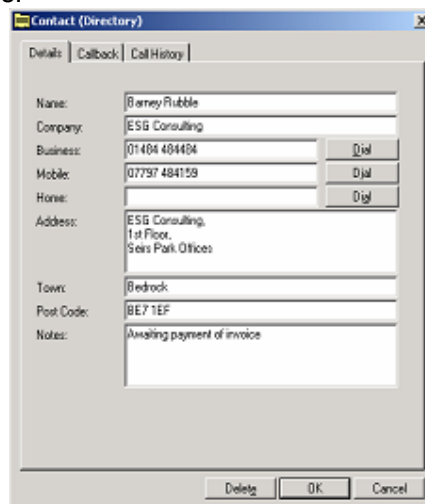 Contact (Directory)
Details Callback Call History
Name: Barney Rubble
Company: ESG Consulting
Business: 01484 484484 Dial
Mobile: 07797 484159 Djal
Home: Dial
Address: ESG Consulting,
1st Floor,
Seirs Park Offices
Town: Bedrock
Post Code: BE7 1EF
Notes: Awaiting payment of invoice
Delete OK Cancel